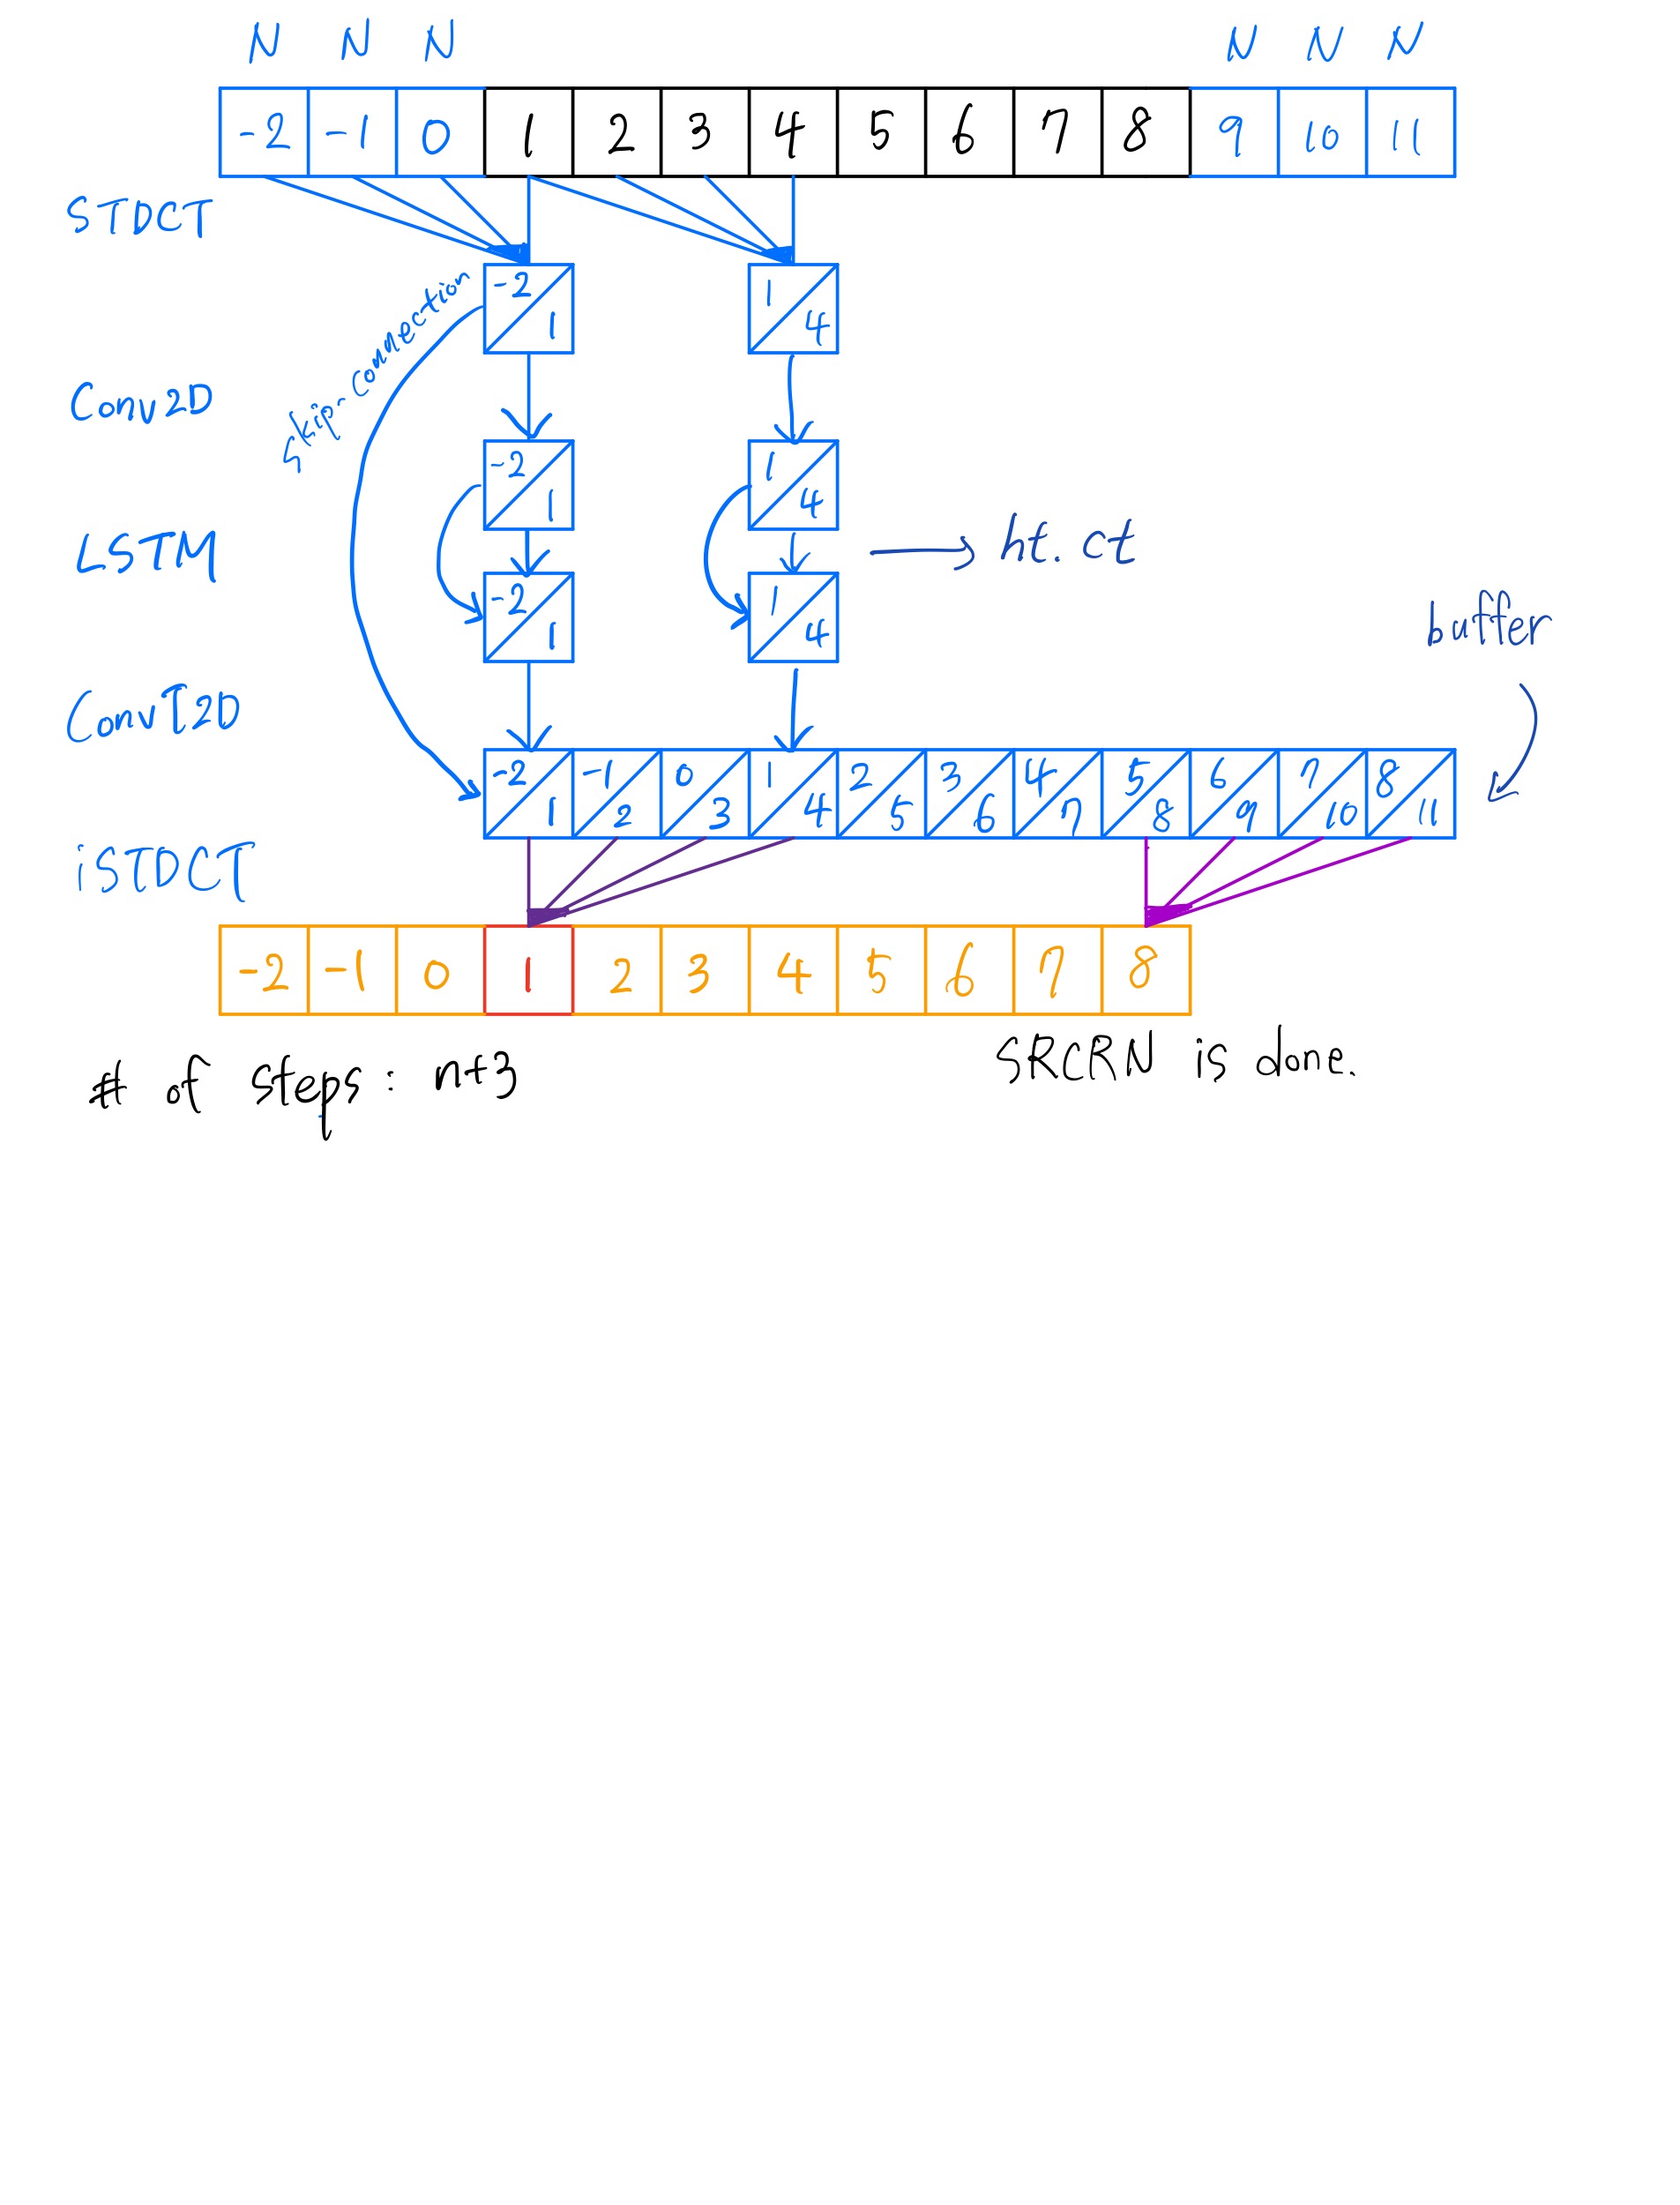 N N N N N N
-2 -1 0 1 2 3 4 5 6 7 8 9 10 11
STDCT
-2/1 1/4
skip-connection
Conv2D
-2/1 1/4
LSTM
ht. ct
-2/1 1/4
buffer
ConvT2D
-2/1 -1/2 0/3 1/4 2/5 3/6 4/7 5/8 6/9 7/10 8/11
iSTDCT
-2 -1 0 1 2 3 4 5 6 7 8
# of steps: n+3
SRCRN is done.